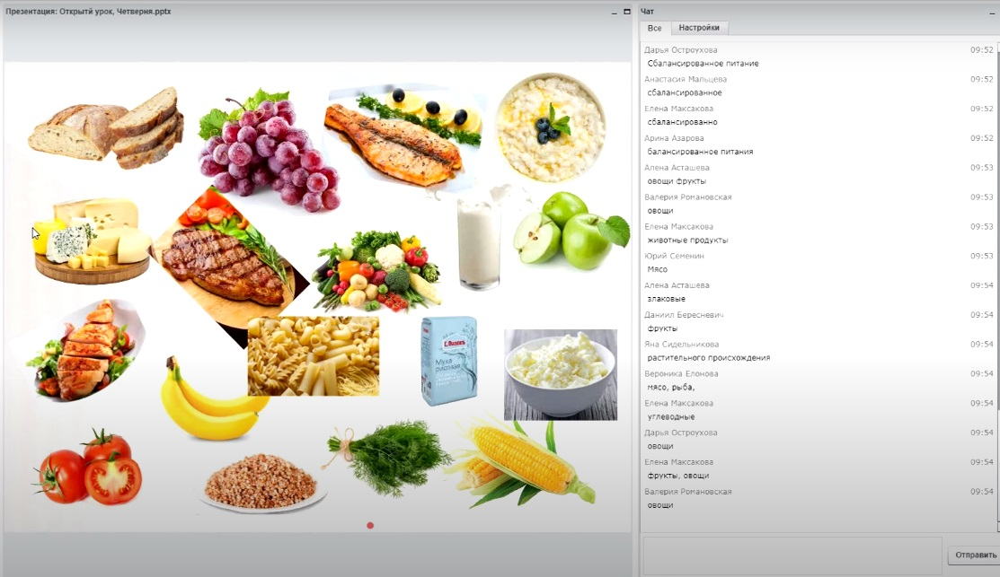 Презентация: Открытй урок, Четверня.pptx
Мука
рисовая
Чат
Все
Настройки
Дарья Остроухова 09:52
Сбалансированное питание
Анастасия Мальцева 09:52
сбалансированное
Елена Максакова 09:52
сбалансированно
Арина Азарова 09:52
балансированное питания
Алена Асташева 09:53
овощи фрукты
Валерия Романовская 09:53
овощи
Елена Максакова 09:53
животные продукты
Юрий Семенин 09:53
Мясо
Алена Асташева 09:54
злаковые
Даниил Бересневич 09:54
фрукты
Яна Сидельникова 09:54
растительного происхождения
Вероника Елонова 09:54
мясо, рыба,
Елена Максакова 09:54
углеводные
Дарья Остроухова 09:54
овощи
Елена Максакова 09:54
фрукты, овощи
Валерия Романовская 09:54
овощи
Отправить